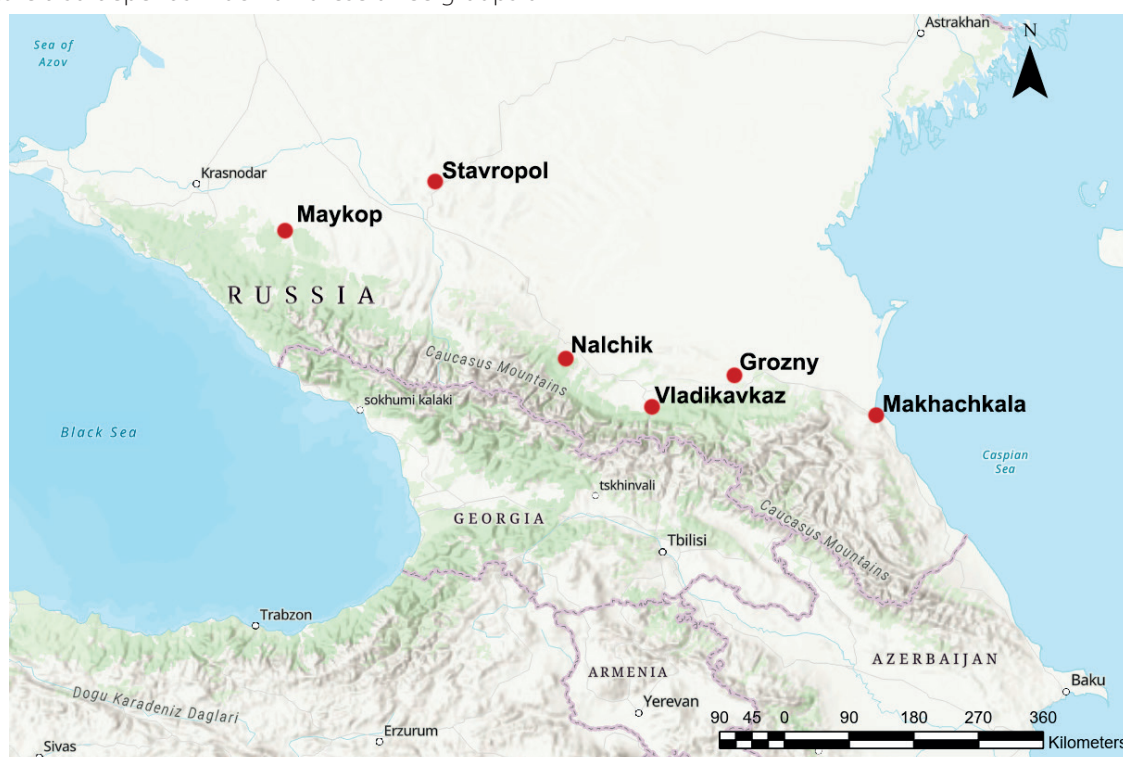 Sea of
Azov
Astrakhan
N
Krasnodar
Stavropol
Maykop
RUSSIA
Nalchik
Caucasus Mountains
Grozny
Vladikavkaz
Makhachkala
sokhumi kalaki
Black Sea
Caspian
Sea
tskhinvali
GEORGIA
Tbilisi
Caucasus Mountains
Trabzon
ARMENIA
AZERBAIJAN
Baku
Dogu Karadeniz Daglari
Yerevan
Erzurum
Sivas
90 45 0 90 180 270 360
Kilometers